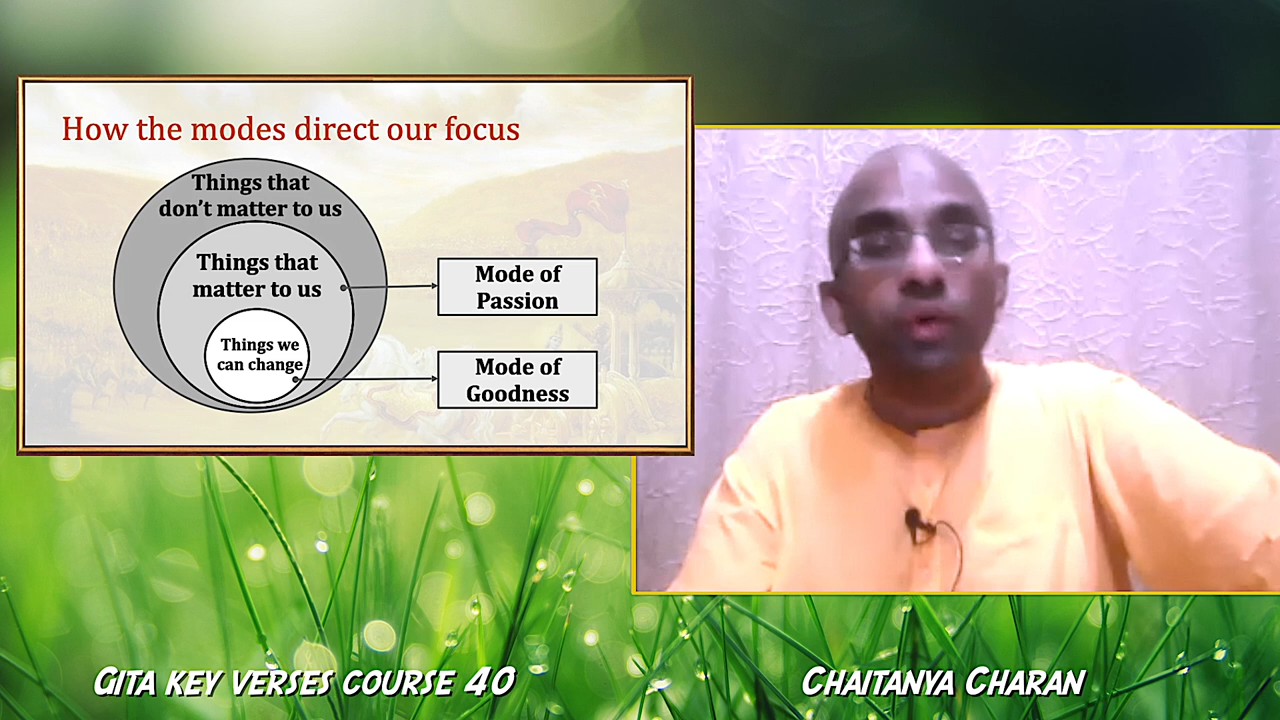 How the modes direct our focus
Things that
don't matter to us
Things that
matter to us
Things we
can change
Mode of
Passion
Mode of
Goodness
GITA KEY VERSES COURSE 40
CHAITANYA CHARAN